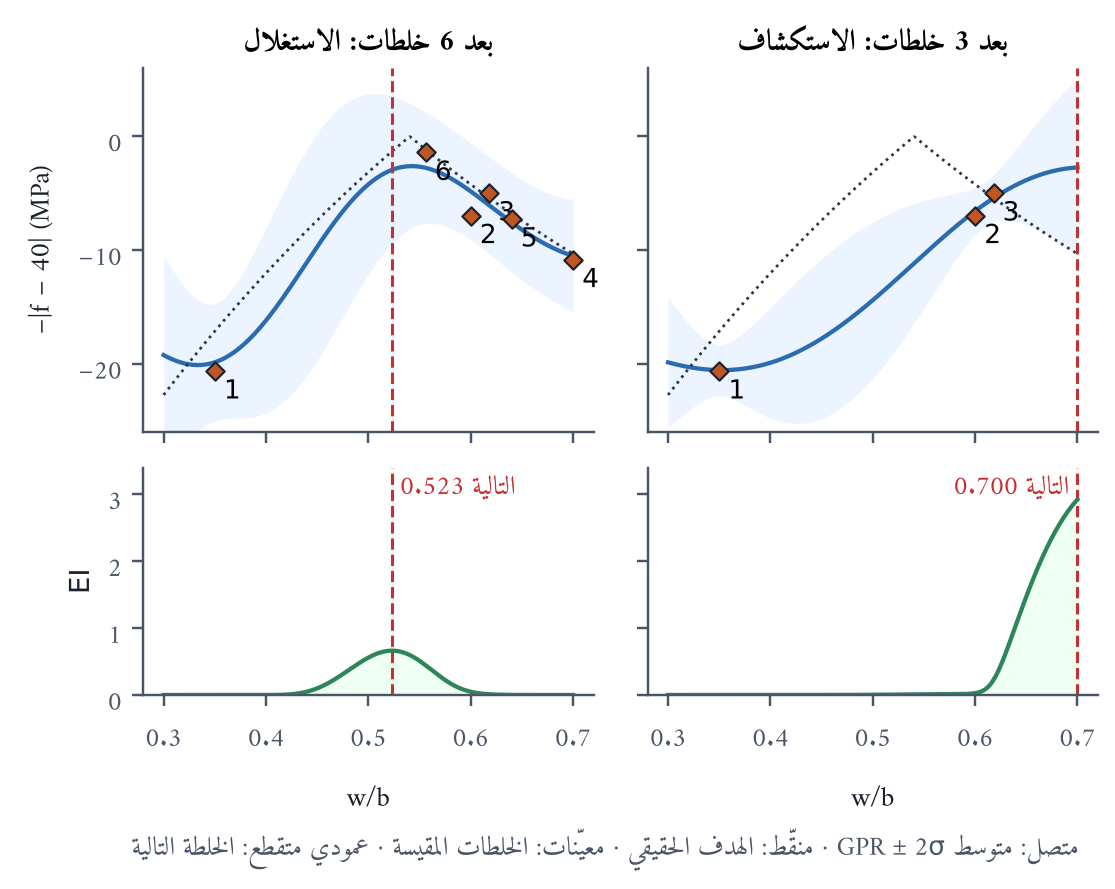 بعد 3 خلطات: الاستكشاف
بعد 6 خلطات: الاستغلال
−|f − 40| (MPa)
0
−10
−20
1
2
3
1
2
3
4
5
6
التالية 0.700
التالية 0.523
EI
3
2
1
0
0.3 0.4 0.5 0.6 0.7
0.3 0.4 0.5 0.6 0.7
w/b
w/b
متصل: متوسط GPR ± 2σ · منقّط: الهدف الحقيقي · معيّنات: الخلطات المقيسة · عمودي متقطع: الخلطة التالية